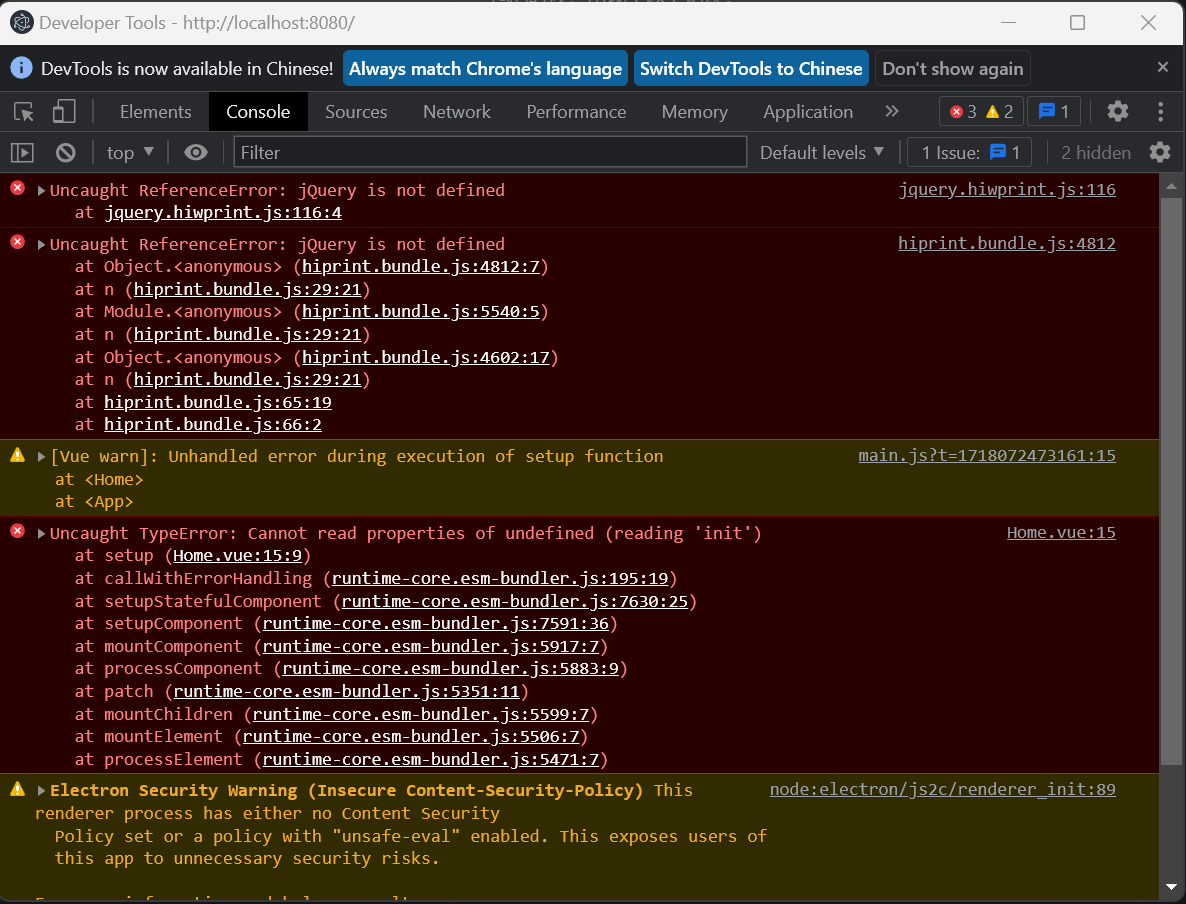 Developer Tools - http://localhost:8080/
DevTools is now available in Chinese! Always match Chrome's language Switch DevTools to Chinese Don't show again
Elements Console Sources Network Performance Memory Application 3 2 1
top Filter Default levels 1 Issue: 1 2 hidden
Uncaught ReferenceError: jQuery is not defined jquery.hiwprint.js:116
at jquery.hiwprint.js:116:4
Uncaught ReferenceError: jQuery is not defined hiprint.bundle.js:4812
at Object.<anonymous> (hiprint.bundle.js:4812:7)
at n (hiprint.bundle.js:29:21)
at Module.<anonymous> (hiprint.bundle.js:5540:5)
at n (hiprint.bundle.js:29:21)
at Object.<anonymous> (hiprint.bundle.js:4602:17)
at n (hiprint.bundle.js:29:21)
at hiprint.bundle.js:65:19
at hiprint.bundle.js:66:2
[Vue warn]: Unhandled error during execution of setup function main.js?t=1718072473161:15
at <Home>
at <App>
Uncaught TypeError: Cannot read properties of undefined (reading 'init') Home.vue:15
at setup (Home.vue:15:9)
at callWithErrorHandling (runtime-core.esm-bundler.js:195:19)
at setupStatefulComponent (runtime-core.esm-bundler.js:7630:25)
at setupComponent (runtime-core.esm-bundler.js:7591:36)
at mountComponent (runtime-core.esm-bundler.js:5917:7)
at processComponent (runtime-core.esm-bundler.js:5883:9)
at patch (runtime-core.esm-bundler.js:5351:11)
at mountChildren (runtime-core.esm-bundler.js:5599:7)
at mountElement (runtime-core.esm-bundler.js:5506:7)
at processElement (runtime-core.esm-bundler.js:5471:7)
Electron Security Warning (Insecure Content-Security-Policy) This node:electron/js2c/renderer_init:89
renderer process has either no Content Security
Policy set or a policy with "unsafe-eval" enabled. This exposes users of
this app to unnecessary security risks.